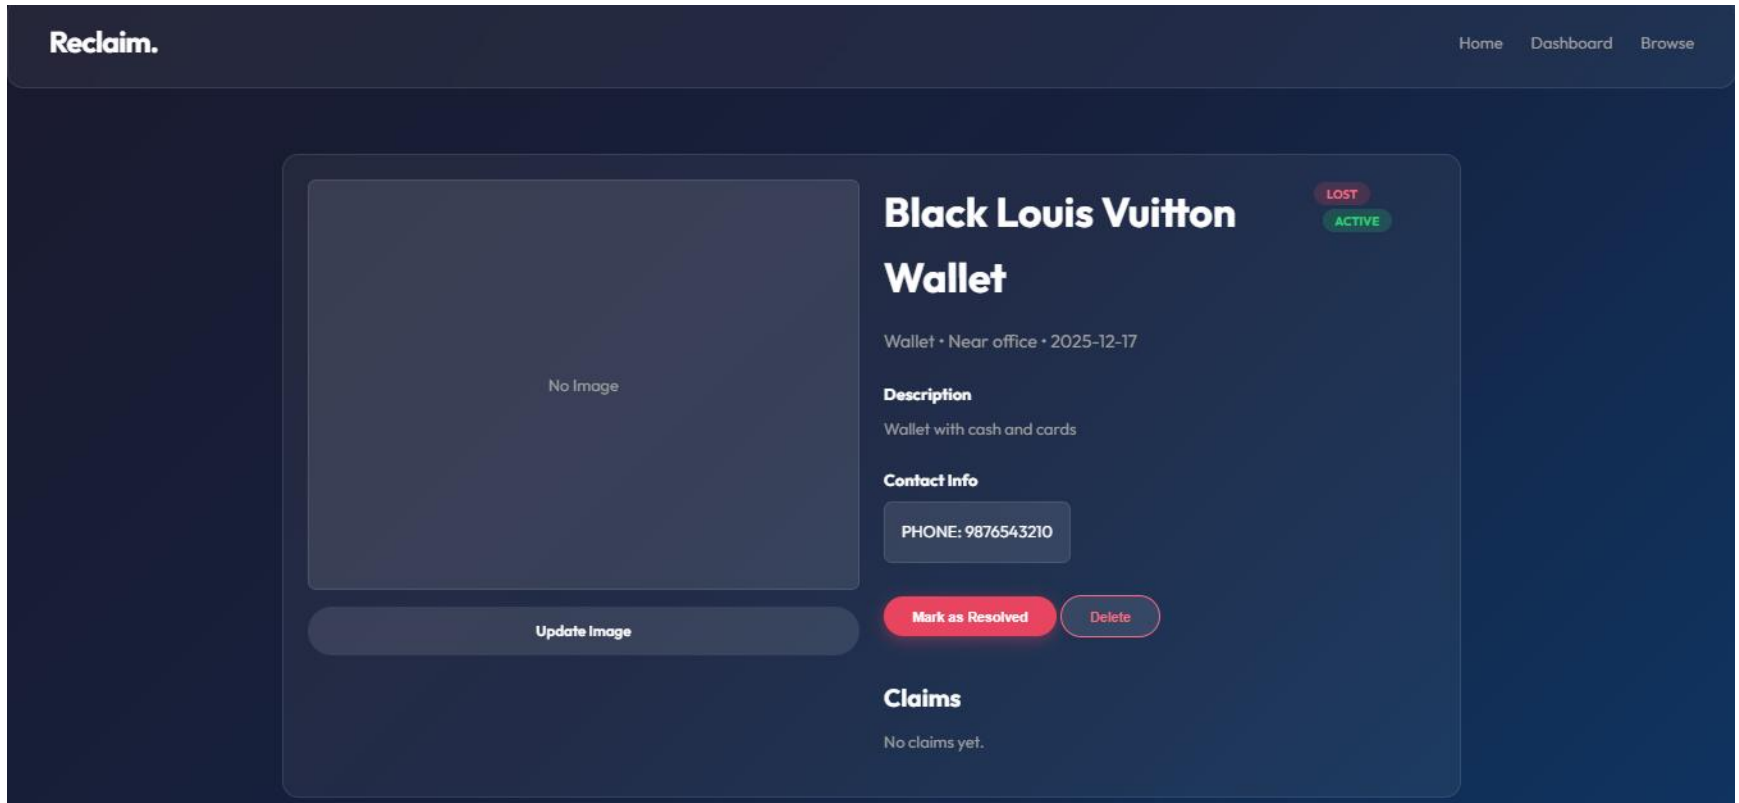 Reclaim.
Home Dashboard Browse
No Image
Update Image
Black Louis Vuitton
Wallet
LOST
ACTIVE
Wallet • Near office • 2025-12-17
Description
Wallet with cash and cards
Contact Info
PHONE: 9876543210
Mark as Resolved Delete
Claims
No claims yet.